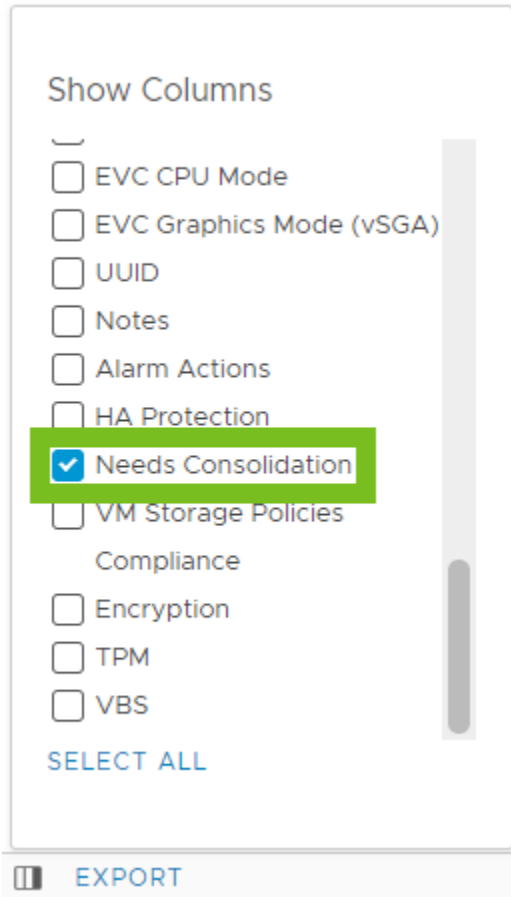 Show Columns
EVC CPU Mode
EVC Graphics Mode (vSGA)
UUID
Notes
Alarm Actions
HA Protection
Needs Consolidation
VM Storage Policies
Compliance
Encryption
TPM
VBS
SELECT ALL
EXPORT